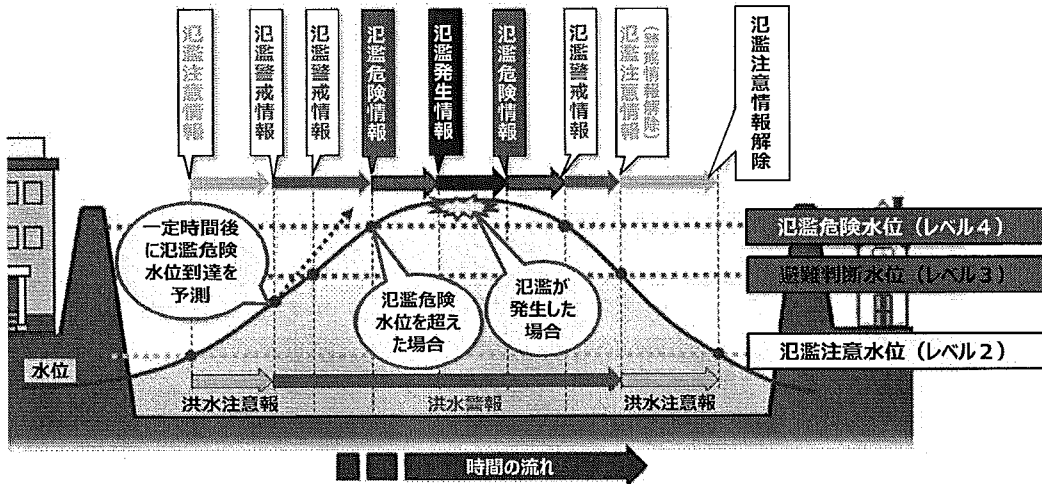 氾濫注意情報
氾濫警戒情報
氾濫警戒情報
氾濫危険情報
氾濫発生情報
氾濫危険情報
氾濫警戒情報
氾濫注意情報
(警戒情報解除)
氾濫注意情報解除
一定時間後
に氾濫危険
水位到達を
予測
氾濫危険
水位を超え
た場合
氾濫が
発生した
場合
氾濫危険水位（レベル４）
避難判断水位（レベル３）
氾濫注意水位（レベル２）
水位
洪水注意報
洪水警報
洪水注意報
時間の流れ